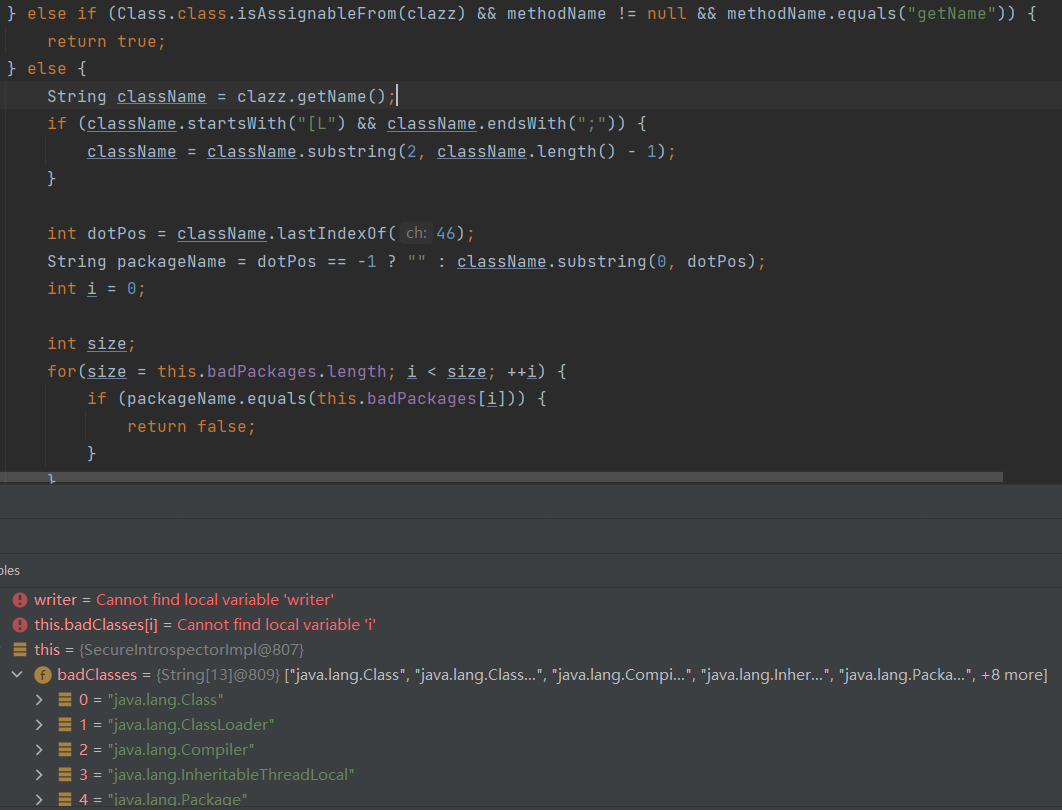 } else if (Class.class.isAssignableFrom(clazz) && methodName != null && methodName.equals("getName")) {
return true;
} else {
String className = clazz.getName();
if (className.startsWith("[L") && className.endsWith(";")) {
className = className.substring(2, className.length() - 1);
}
int dotPos = className.lastIndexOf( ch: 46);
String packageName = dotPos == -1 ? "" : className.substring(0, dotPos);
int i = 0;
int size;
for(size = this.badPackages.length; i < size; ++i) {
if (packageName.equals(this.badPackages[i])) {
return false;
}
}
bles
writer = Cannot find local variable 'writer'
this.badClasses[i] = Cannot find local variable 'i'
this = {SecureIntrospectorImpl@807}
f badClasses = {String[13]@809} ["java.lang.Class", "java.lang.Class...", "java.lang.Compi...", "java.lang.Inher...", "java.lang.Packa...", +8 more]
0 = "java.lang.Class"
1 = "java.lang.ClassLoader"
2 = "java.lang.Compiler"
3 = "java.lang.InheritableThreadLocal"
4 = "java.lang.Package"